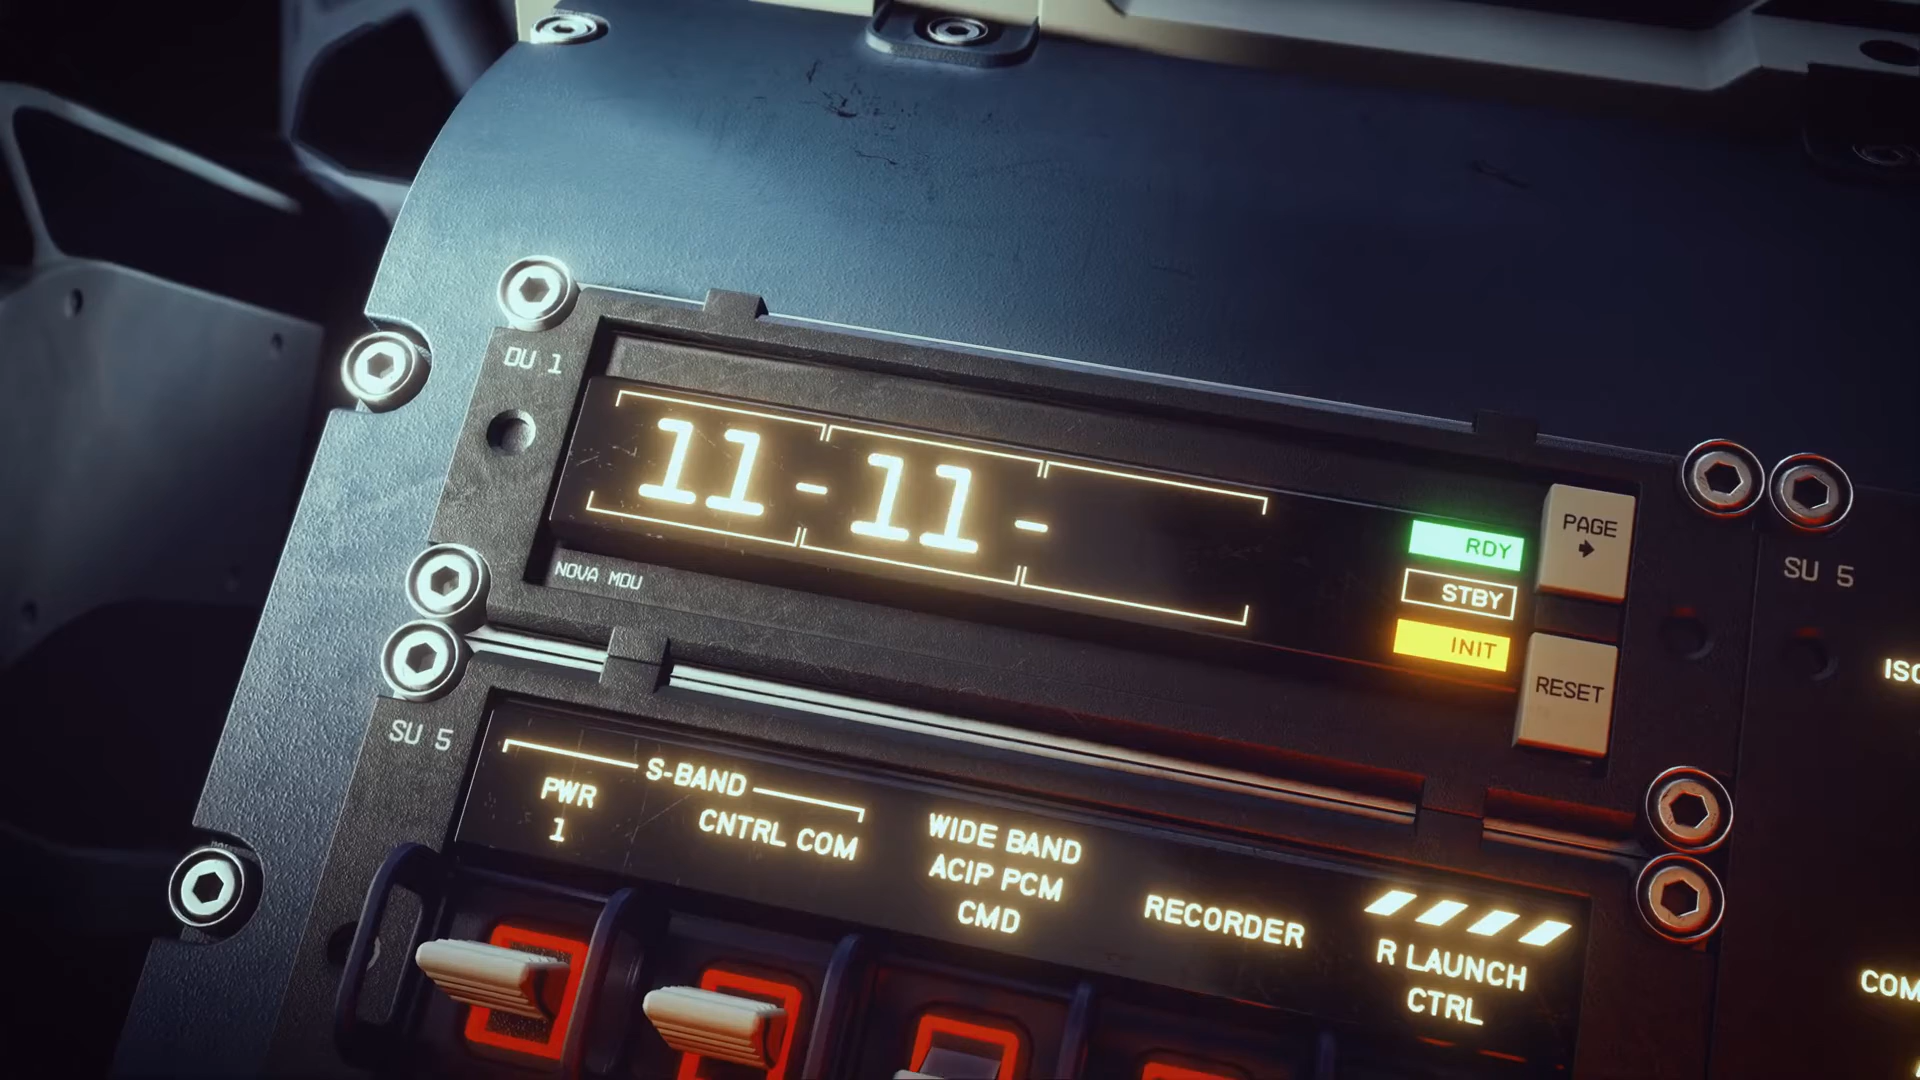 DU 1
11-11-
RDY
STBY
INIT
PAGE
RESET
NOVA MDU
SU 5
SU 5
S-BAND
PWR
1
CNTRL COM
WIDE BAND
ACIP PCM
CMD
RECORDER
R LAUNCH
CTRL